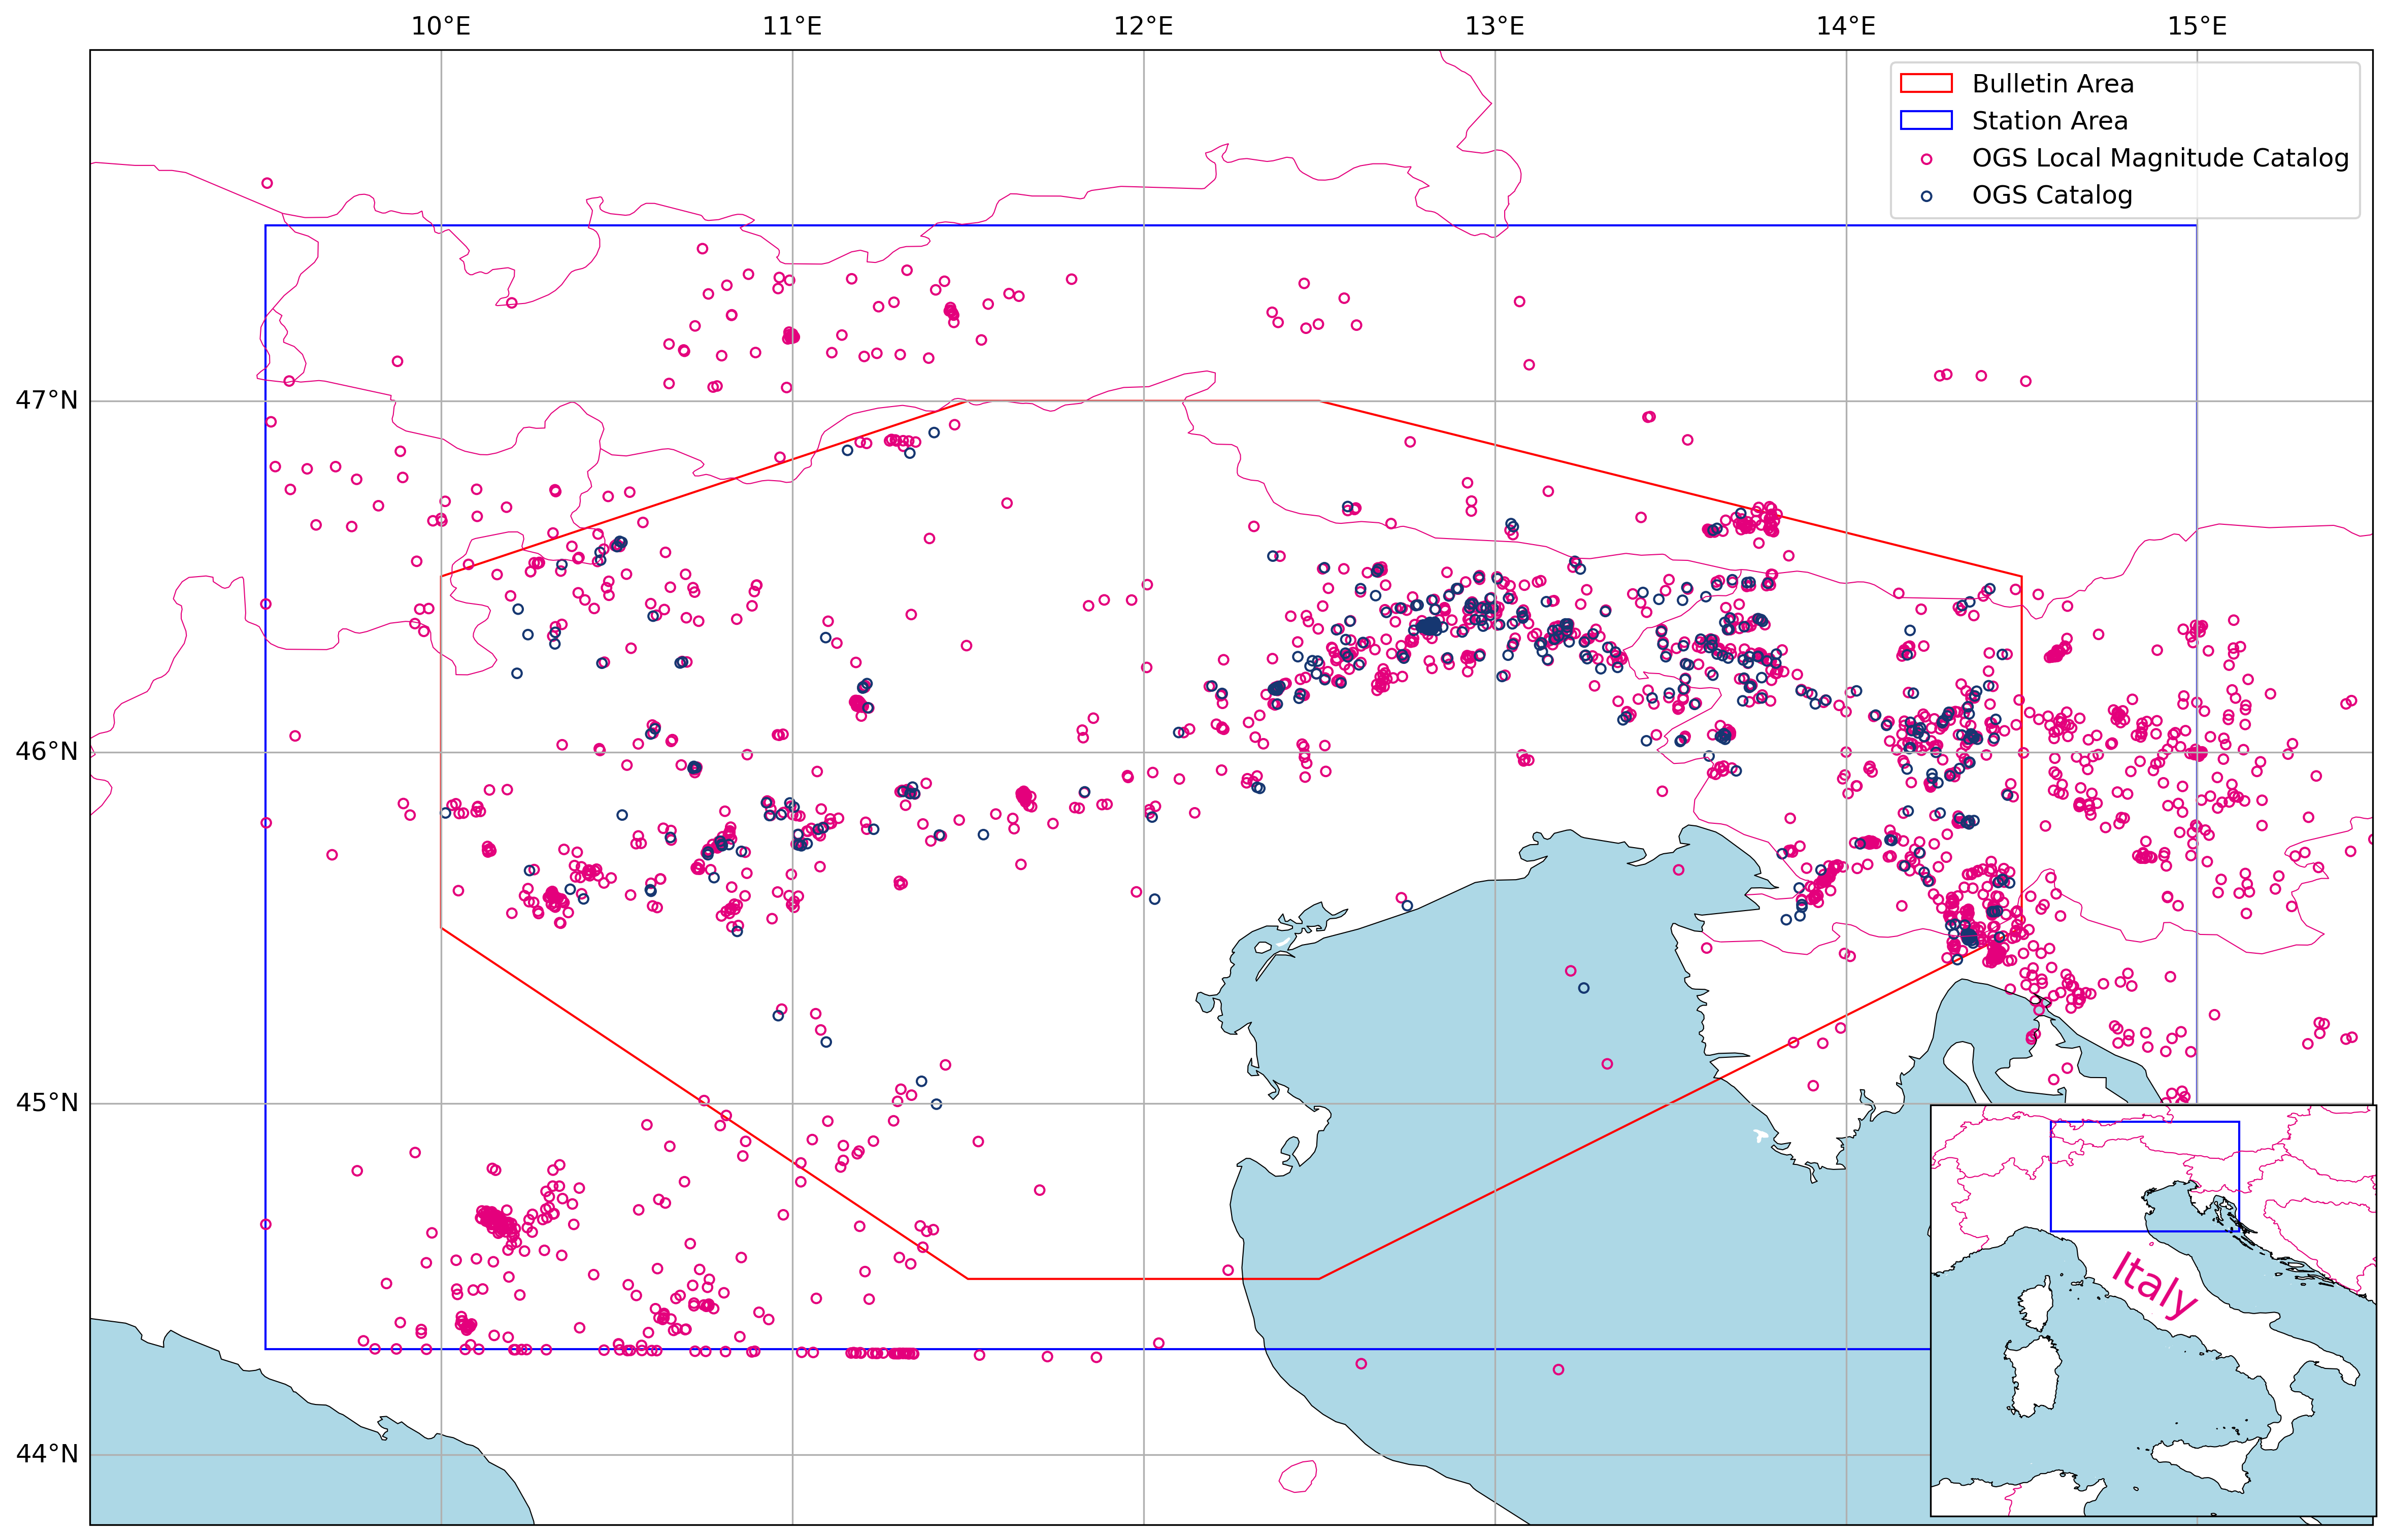 10°E 11°E 12°E 13°E 14°E 15°E
Bulletin Area
Station Area
OGS Local Magnitude Catalog
OGS Catalog
47°N
46°N
45°N
44°N
Italy